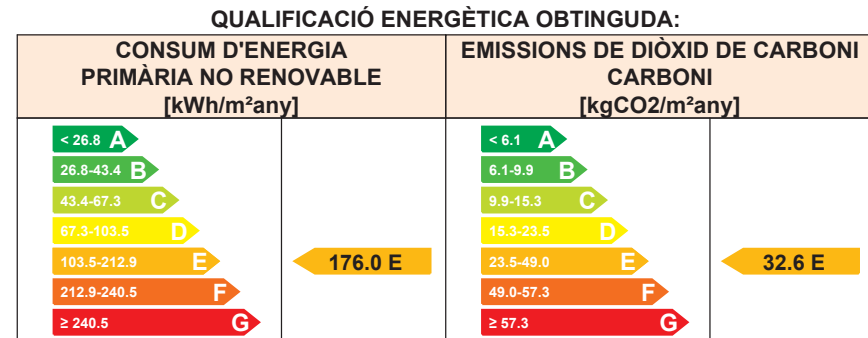 QUALIFICACIÓ ENERGÈTICA OBTINGUDA:
CONSUM D'ENERGIA
PRIMÀRIA NO RENOVABLE
[kWh/m²any]
EMISSIONS DE DIÒXID DE CARBONI
CARBONI
[kgCO2/m²any]
< 26.8 A
26.8-43.4 B
43.4-67.3 C
67.3-103.5 D
103.5-212.9 E
212.9-240.5 F
≥ 240.5 G
176.0 E
< 6.1 A
6.1-9.9 B
9.9-15.3 C
15.3-23.5 D
23.5-49.0 E
49.0-57.3 F
≥ 57.3 G
32.6 E